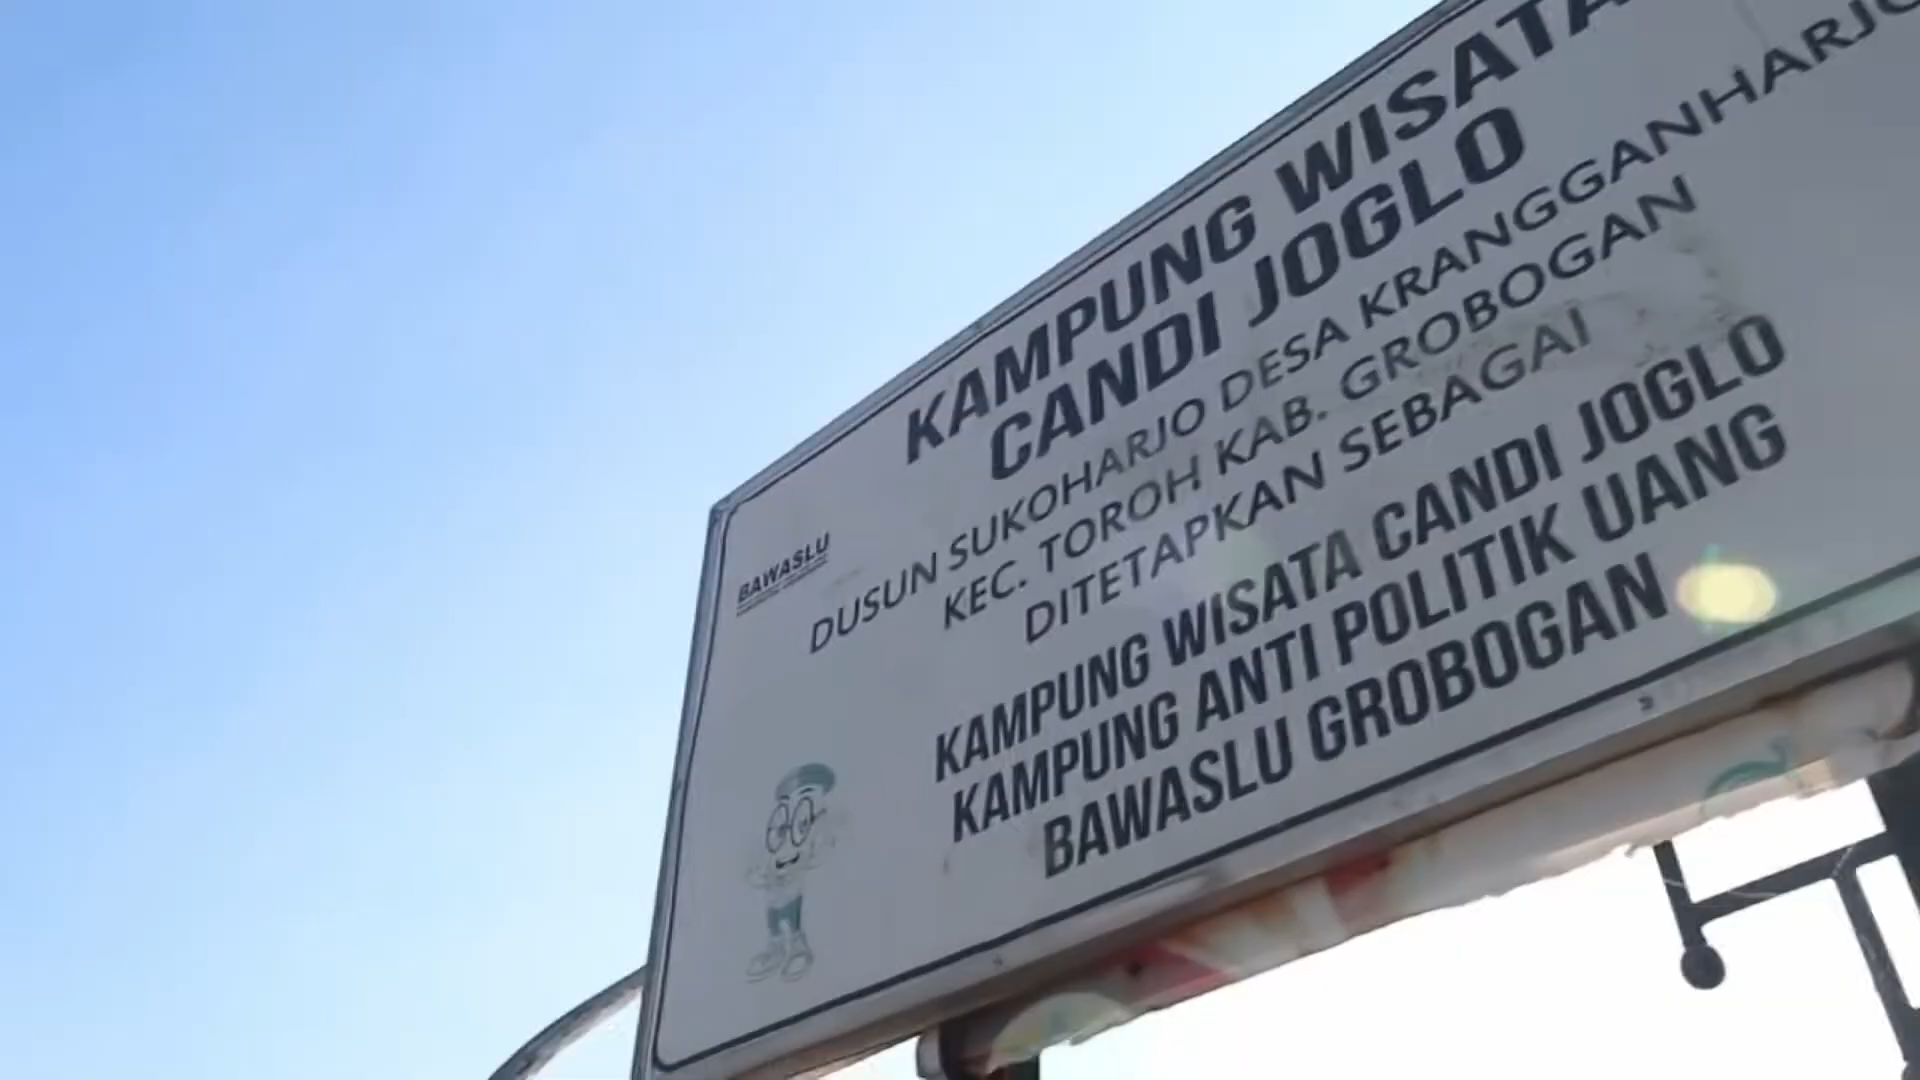 KAMPUNG WISATA
CANDI JOGLO
DUSUN SUKOHARJO DESA KRANGGANHARJO
KEC. TOROH KAB. GROBOGAN
DITETAPKAN SEBAGAI
KAMPUNG WISATA CANDI JOGLO
KAMPUNG ANTI POLITIK UANG
BAWASLU GROBOGAN
BAWASLU